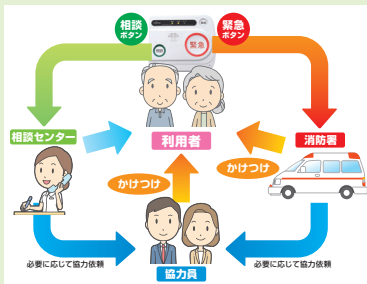 相談
ボタン
緊急
ボタン
緊急
相談センター
利用者
消防署
かけつけ
かけつけ
必要に応じて協力依頼
協力員
必要に応じて協力依頼